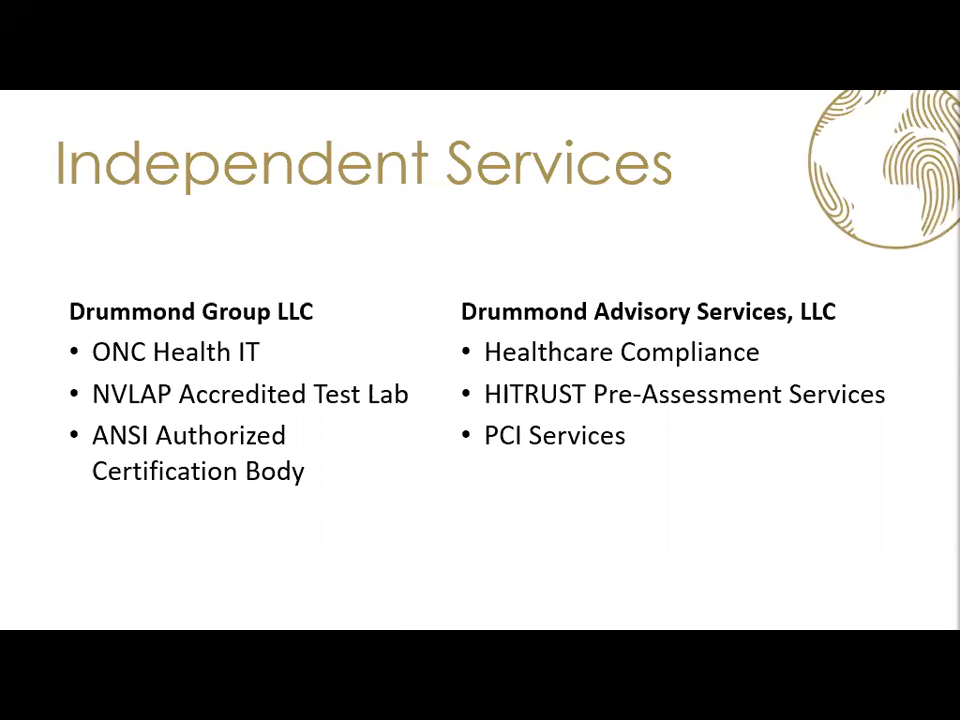 Independent Services
Drummond Group LLC
• ONC Health IT
• NVLAP Accredited Test Lab
• ANSI Authorized
Certification Body
Drummond Advisory Services, LLC
• Healthcare Compliance
• HITRUST Pre-Assessment Services
• PCI Services